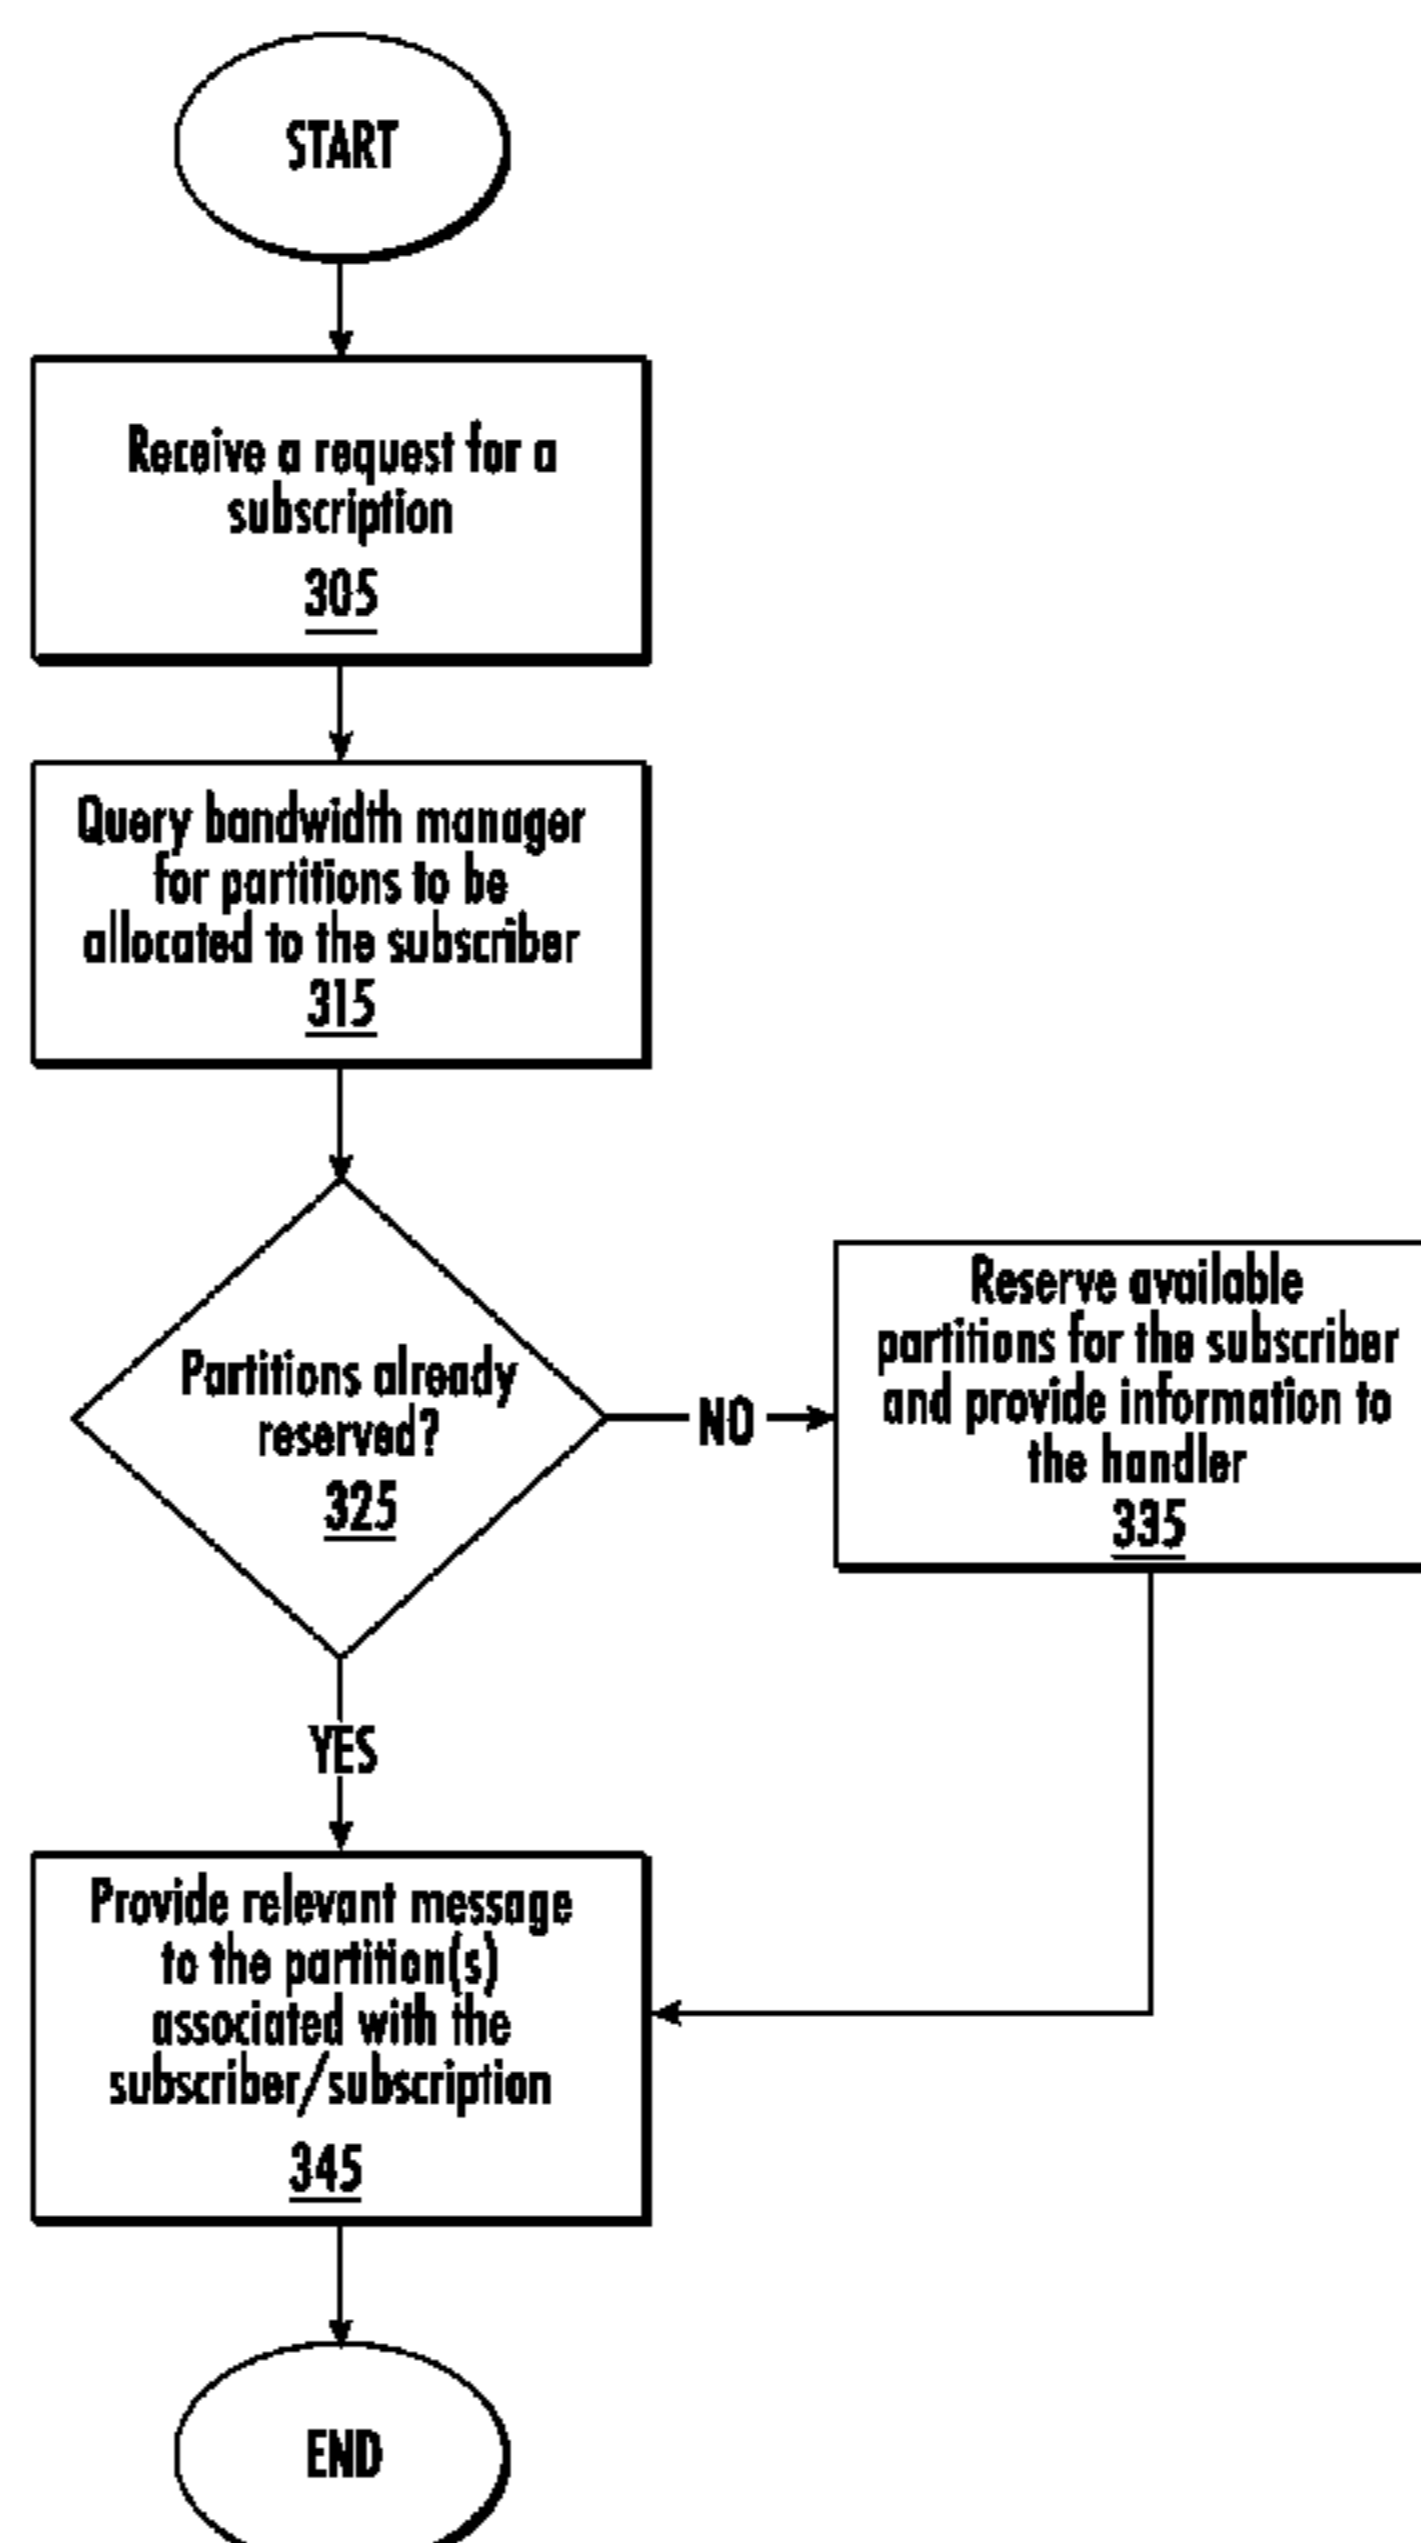 START
Receive a request for a
subscription
305
Query bandwidth manager
for partitions to be
allocated to the subscriber
315
Partitions already
reserved?
325
NO
Reserve available
partitions for the subscriber
and provide information to
the handler
335
YES
Provide relevant message
to the partition(s)
associated with the
subscriber/subscription
345
END